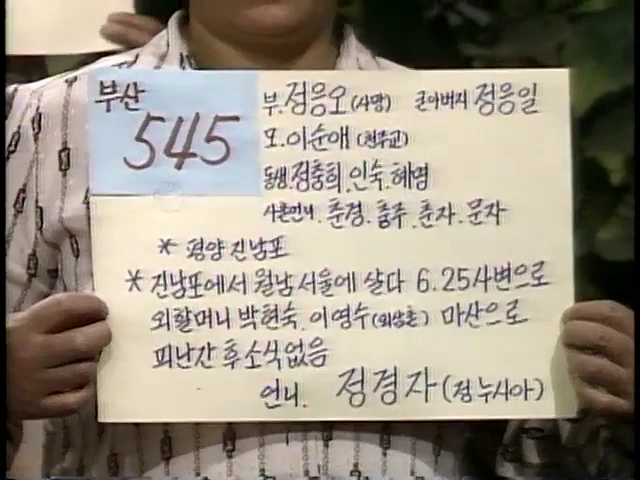 부산
545
부. 정응오 (사망) 큰아버지 정응일
모. 이순애 (천주교)
동생. 정충희. 인숙. 혜영
사촌언니. 춘경. 춤주. 춘자. 문자
* 평양 진남포
* 진남포에서 월남 서울에 살다 6.25사변으로
외할머니 박현숙. 이영수 (외삼촌) 마산으로
피난간 후 소식없음
언니. 정경자 (정누시아)